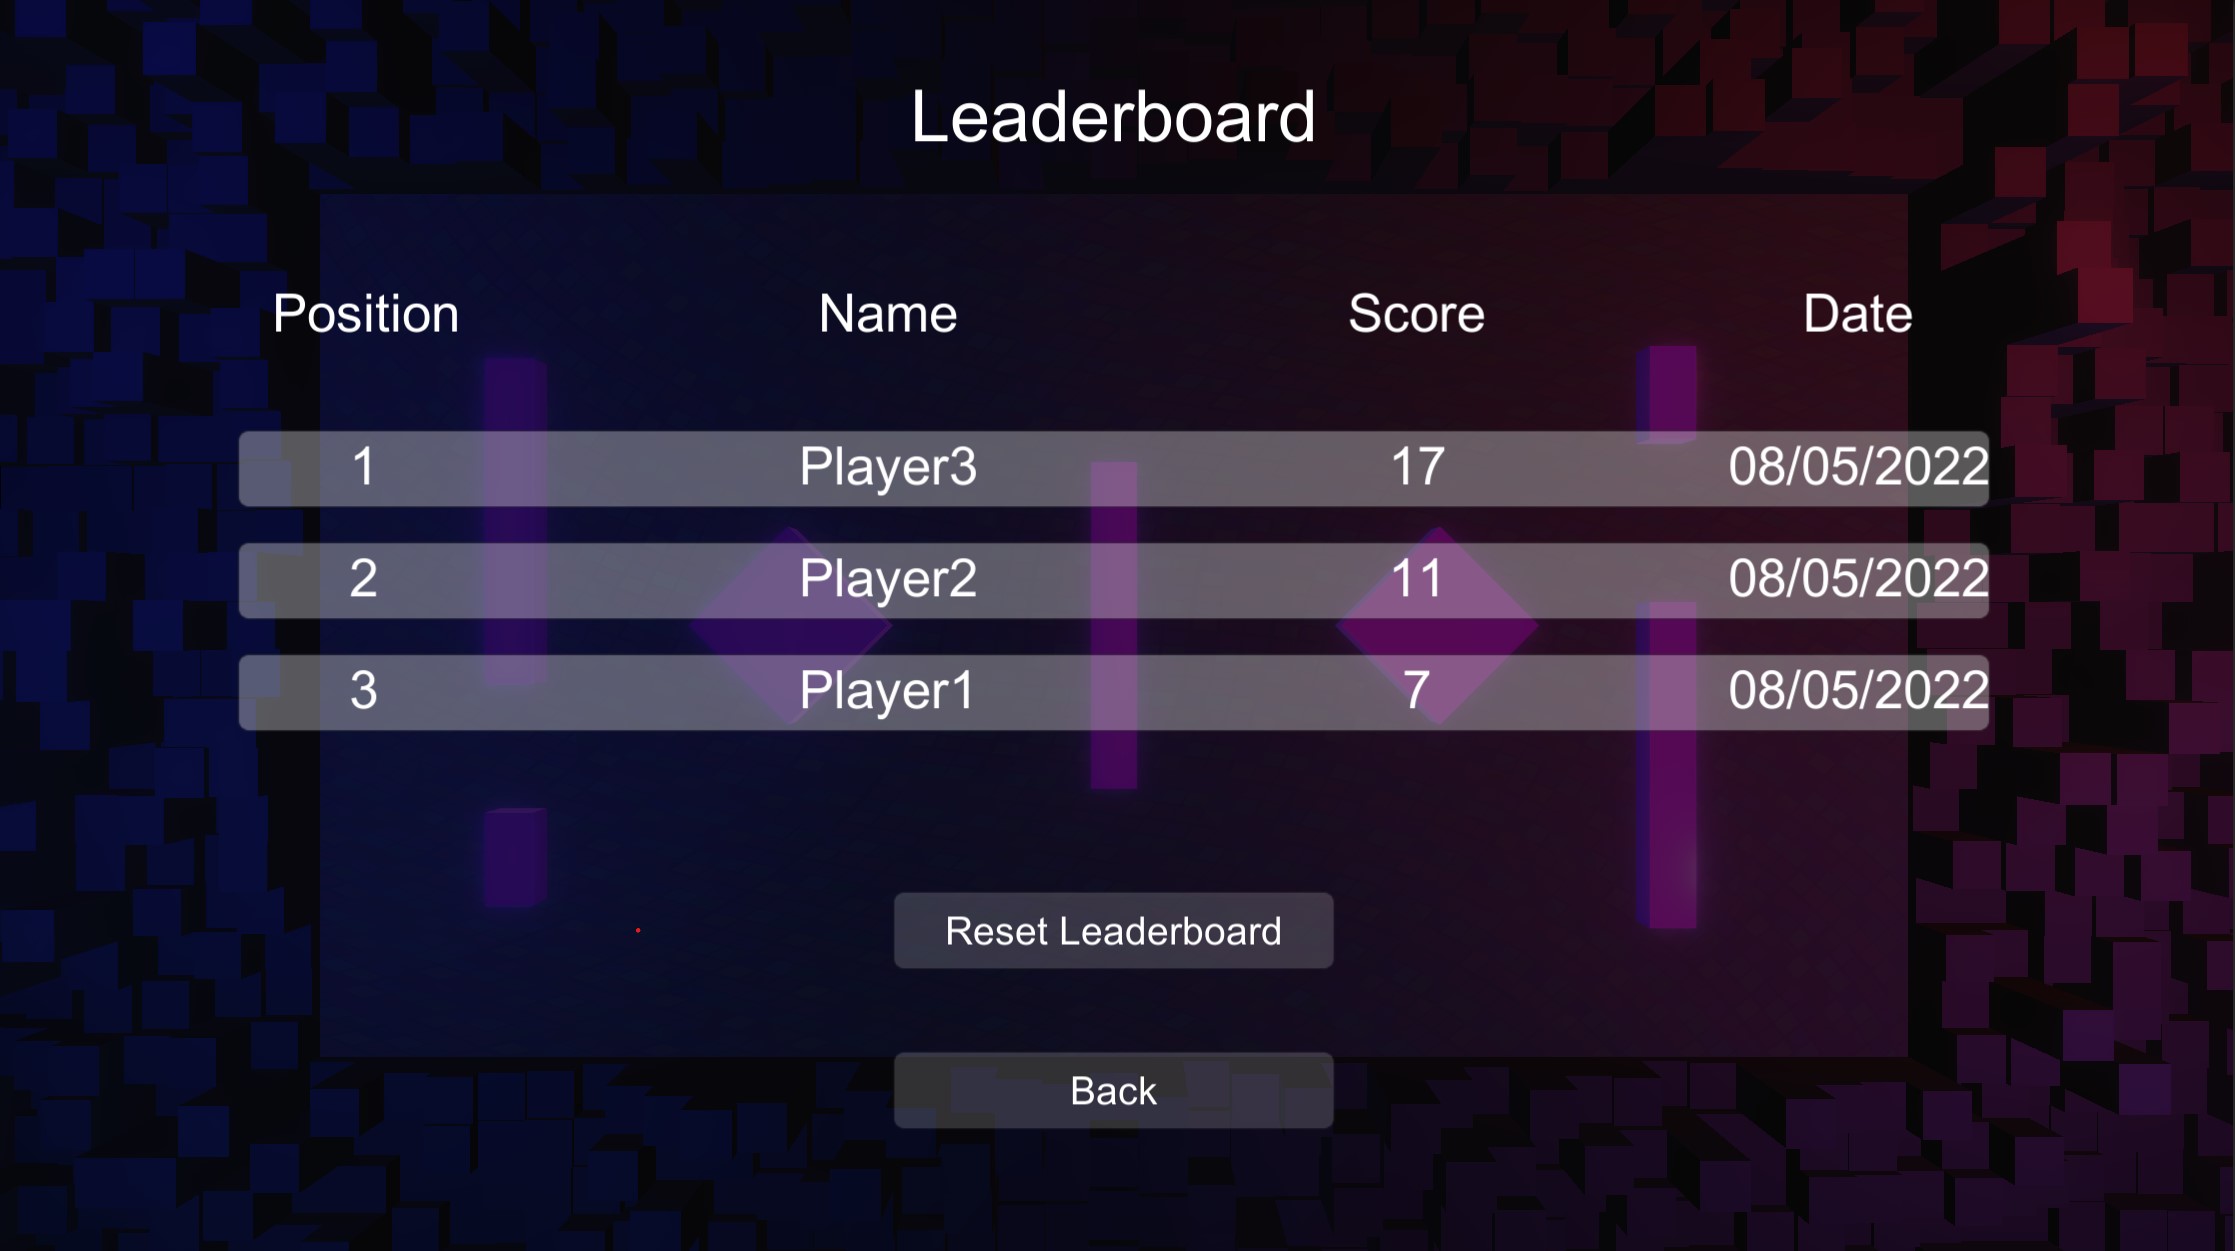 Leaderboard
Position Name Score Date
1 Player3 17 08/05/2022
2 Player2 11 08/05/2022
3 Player1 7 08/05/2022
Reset Leaderboard
Back